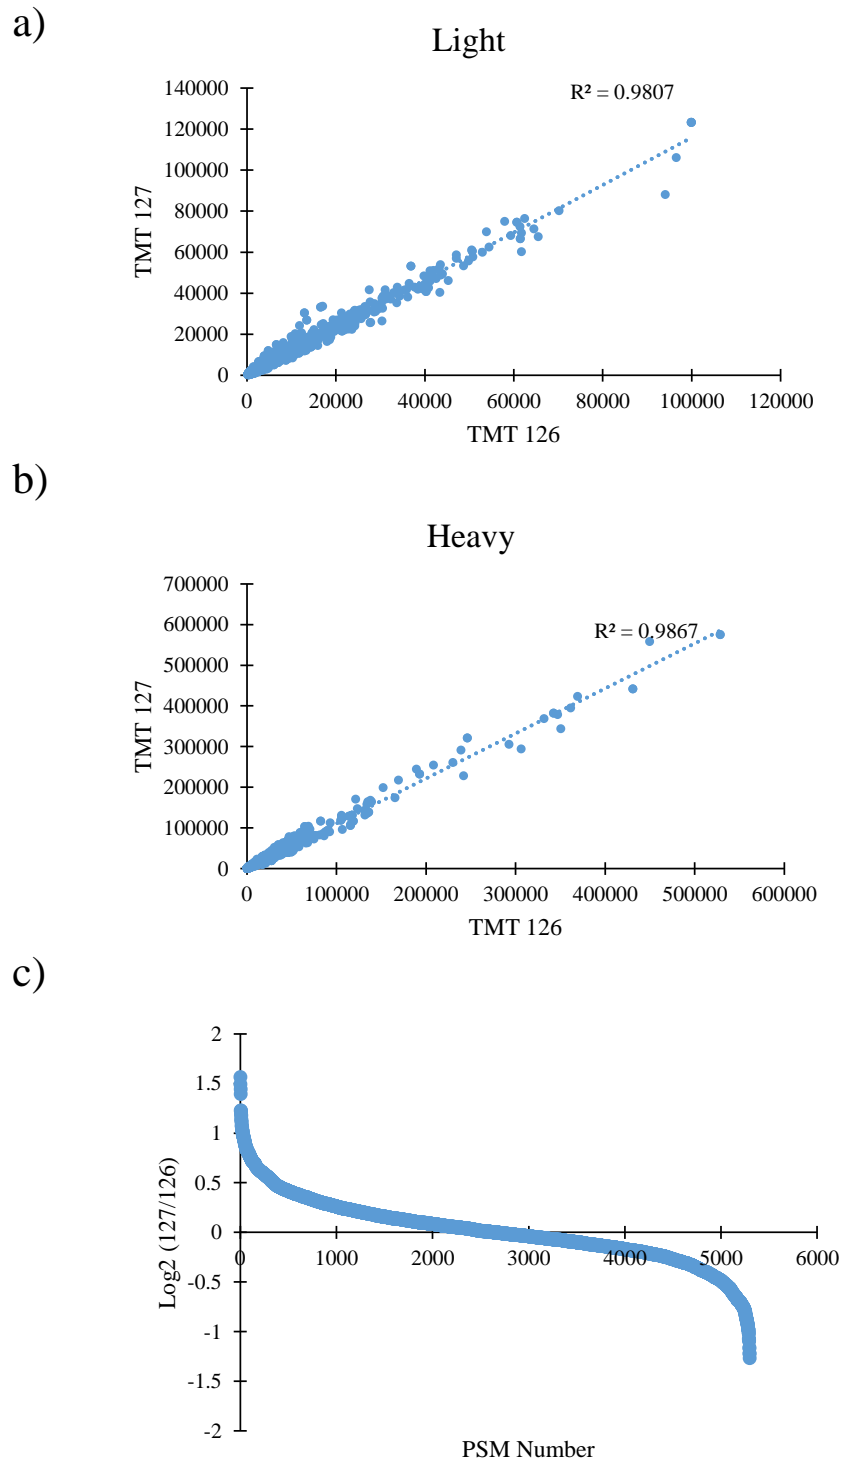 a)
Light
R² = 0.9807
140000
120000
100000
80000
60000
40000
20000
0
TMT 127
0 20000 40000 60000 80000 100000 120000
TMT 126
b)
Heavy
R² = 0.9867
700000
600000
500000
400000
300000
200000
100000
0
TMT 127
0 100000 200000 300000 400000 500000 600000
TMT 126
c)
2
1.5
1
0.5
0
-0.5
-1
-1.5
-2
Log2 (127/126)
0 1000 2000 3000 4000 5000 6000
PSM Number